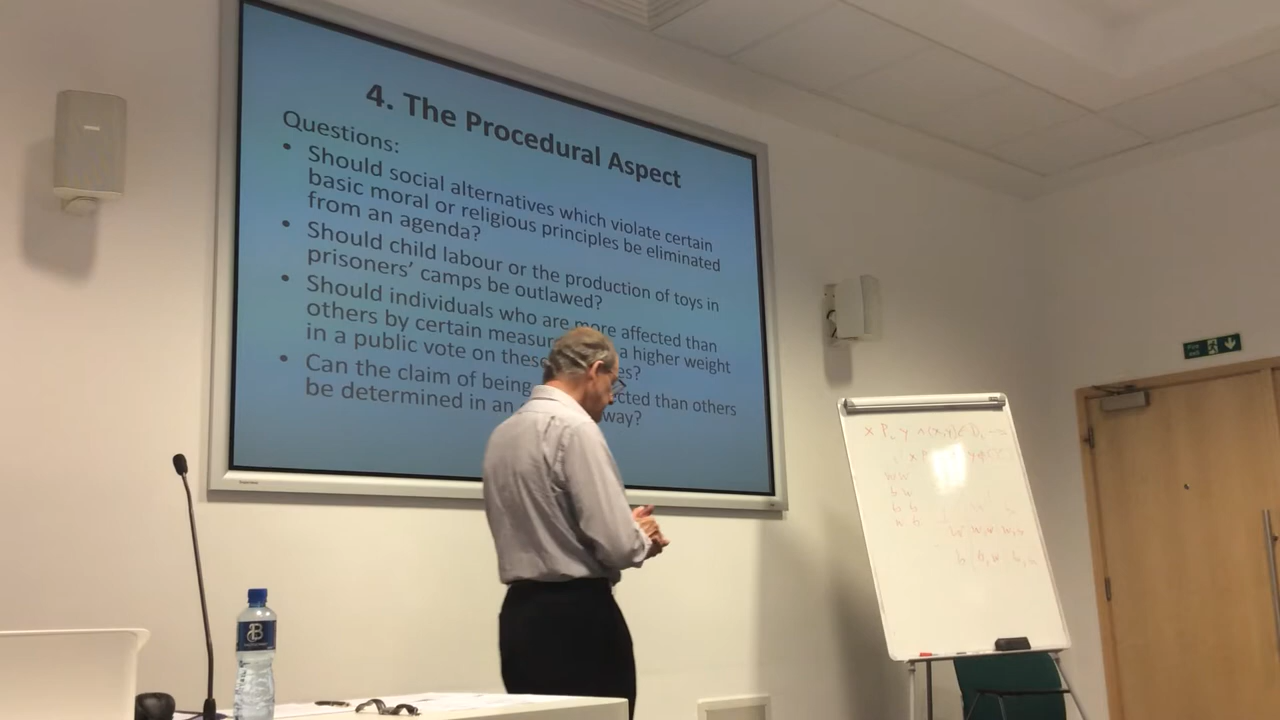 4. The Procedural Aspect
Questions:
• Should social alternatives which violate certain
basic moral or religious principles be eliminated
from an agenda?
• Should child labour or the production of toys in
prisoners' camps be outlawed?
• Should individuals who are more affected than
others by certain a higher weight
in a public vote on
• Can the claim of being than others
be determined in an way?
w w
b w
b b